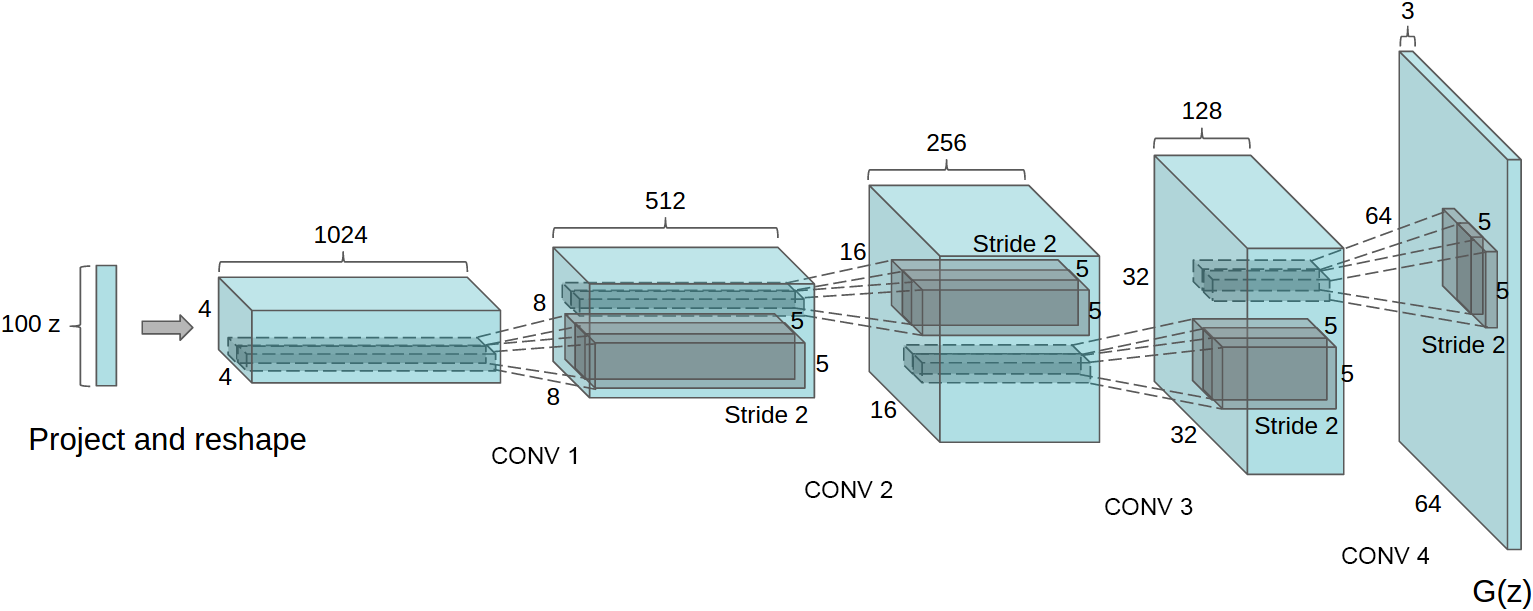 100 z
Project and reshape
1024
4
4
512
8
8
5
5
Stride 2
CONV 1
256
16
16
Stride 2
5
5
CONV 2
128
32
32
5
5
Stride 2
CONV 3
3
64
64
5
5
Stride 2
CONV 4
G(z)